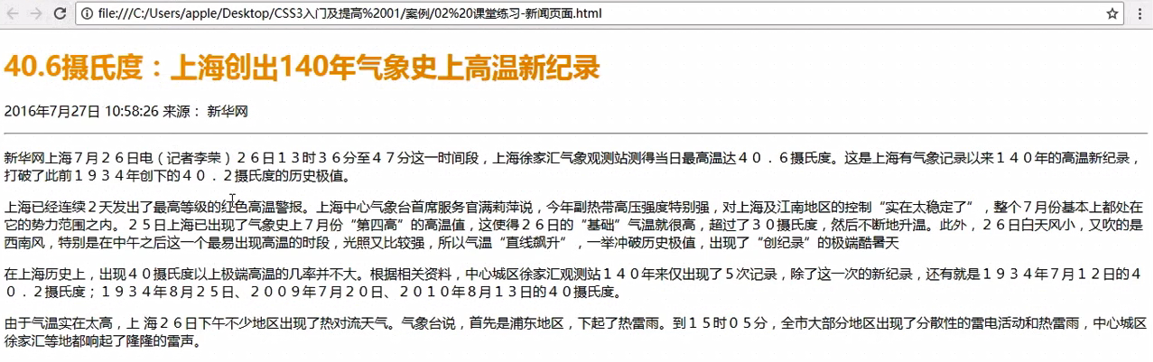 file:///C:/Users/apple/Desktop/CSS3入门及提高%2001/案例/02%20课堂练习-新闻页面.html
40.6摄氏度：上海创出140年气象史上高温新纪录
2016年7月27日 10:58:26 来源： 新华网
新华网上海７月２６日电（记者李荣）２６日１３时３６分至４７分这一时间段，上海徐家汇气象观测站测得当日最高温达４０．６摄氏度。这是上海有气象记录以来１４０年的高温新纪录，
打破了此前１９３４年创下的４０．２摄氏度的历史极值。
上海已经连续２天发出了最高等级的红色高温警报。上海中心气象台首席服务官满莉萍说，今年副热带高压强度特别强，对上海及江南地区的控制“实在太稳定了”，整个７月份基本上都处在
它的势力范围之内。２５日上海已出现了气象史上７月份“第四高”的高温值，这使得２６日的“基础”气温就很高，超过了３０摄氏度，然后不断地升温。此外，２６日白天风小，又吹的是
西南风，特别是在中午之后这一个最易出现高温的时段，光照又比较强，所以气温“直线飙升”，一举冲破历史极值，出现了“创纪录”的极端酷暑天
在上海历史上，出现４０摄氏度以上极端高温的几率并不大。根据相关资料，中心城区徐家汇观测站１４０年来仅出现了５次记录，除了这一次的新纪录，还有就是１９３４年７月１２日的４
０．２摄氏度；１９３４年８月２５日、２００９年７月２０日、２０１０年８月１３日的４０摄氏度。
由于气温实在太高，上 海２６日下午不少地区出现了热对流天气。气象台说，首先是浦东地区，下起了热雷雨。到１５时０５分，全市大部分地区出现了分散性的雷电活动和热雷雨，中心城区
徐家汇等地都响起了隆隆的雷声。